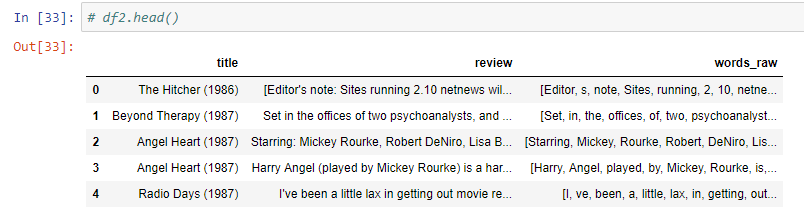 In [33]: # df2.head()
Out[33]:
title review words_raw
0 The Hitcher (1986) [Editor's note: Sites running 2.10 netnews wil... [Editor, s, note, Sites, running, 2, 10, netne...
1 Beyond Therapy (1987) Set in the offices of two psychoanalysts, and ... [Set, in, the, offices, of, two, psychoanalyst...
2 Angel Heart (1987) Starring: Mickey Rourke, Robert DeNiro, Lisa B... [Starring, Mickey, Rourke, Robert, DeNiro, Lis...
3 Angel Heart (1987) Harry Angel (played by Mickey Rourke) is a har... [Harry, Angel, played, by, Mickey, Rourke, is,...
4 Radio Days (1987) I've been a little lax in getting out movie re... [I, ve, been, a, little, lax, in, getting, out...